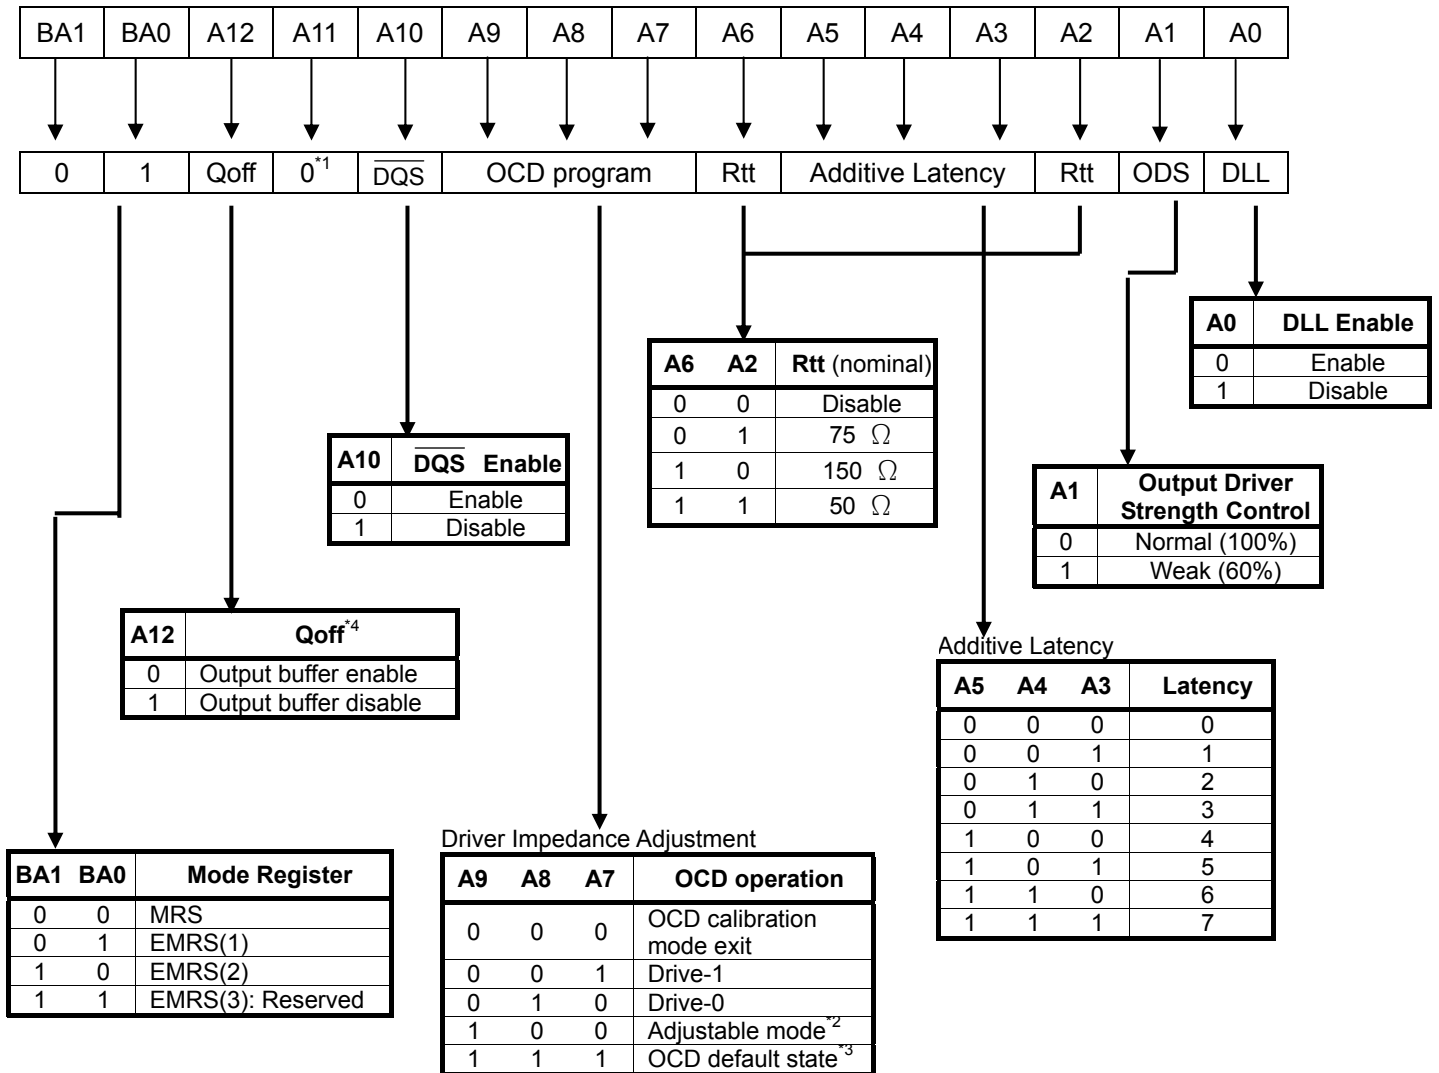 BA1 BA0 A12 A11 A10 A9 A8 A7 A6 A5 A4 A3 A2 A1 A0
0 1 Qoff 0*1 D̅Q̅S̅ OCD program Rtt Additive Latency Rtt ODS DLL
A0 DLL Enable
0 Enable
1 Disable
A6 A2 Rtt (nominal)
0 0 Disable
0 1 75 Ω
1 0 150 Ω
1 1 50 Ω
A10 D̅Q̅S̅ Enable
0 Enable
1 Disable
A1 Output Driver
Strength Control
0 Normal (100%)
1 Weak (60%)
A12 Qoff*4
0 Output buffer enable
1 Output buffer disable
Additive Latency
A5 A4 A3 Latency
0 0 0 0
0 0 1 1
0 1 0 2
0 1 1 3
1 0 0 4
1 0 1 5
1 1 0 6
1 1 1 7
BA1 BA0 Mode Register
0 0 MRS
0 1 EMRS(1)
1 0 EMRS(2)
1 1 EMRS(3): Reserved
Driver Impedance Adjustment
A9 A8 A7 OCD operation
0 0 0 OCD calibration
mode exit
0 0 1 Drive-1
0 1 0 Drive-0
1 0 0 Adjustable mode*2
1 1 1 OCD default state*3